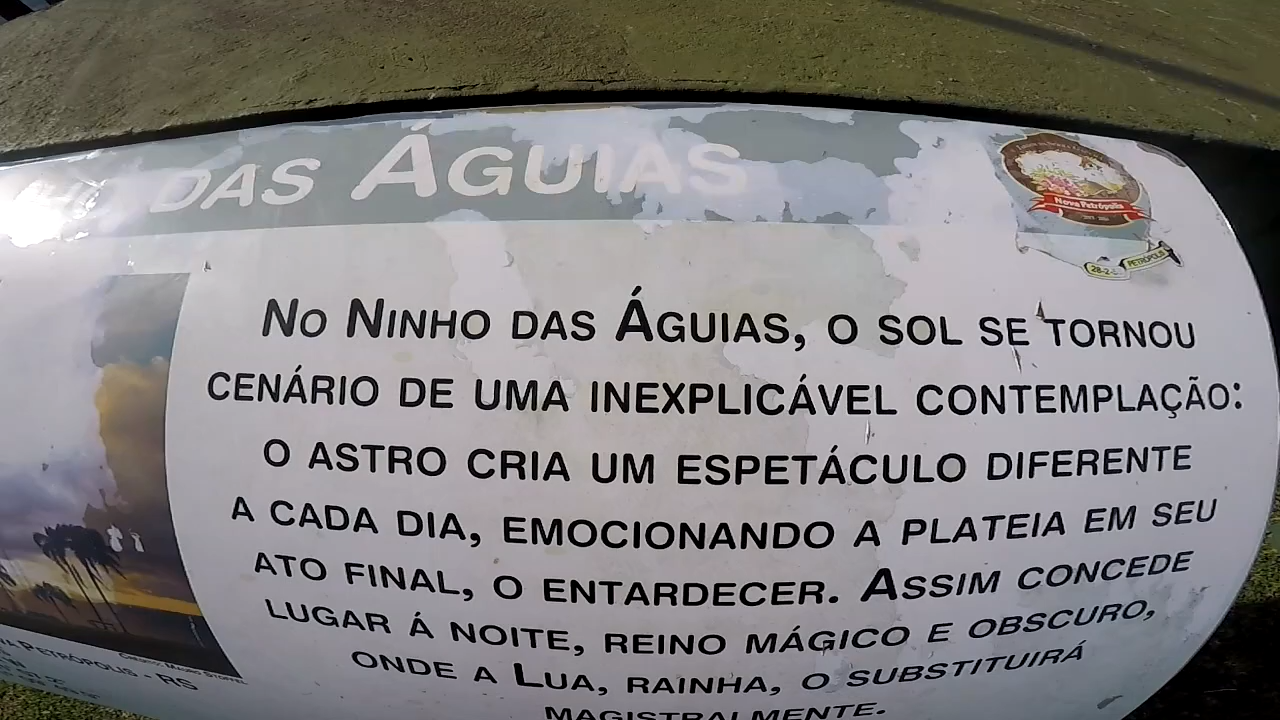 DAS ÁGUIAS
Nova Petrópolis
PETRÓPOLIS
NO NINHO DAS ÁGUIAS, O SOL SE TORNOU
CENÁRIO DE UMA INEXPLICÁVEL CONTEMPLAÇÃO:
O ASTRO CRIA UM ESPETÁCULO DIFERENTE
A CADA DIA, EMOCIONANDO A PLATEIA EM SEU
ATO FINAL, O ENTARDECER. ASSIM CONCEDE
LUGAR Á NOITE, REINO MÁGICO E OBSCURO,
ONDE A LUA, RAINHA, O SUBSTITUIRÁ
MAGISTRALMENTE.
PETRÓPOLIS - RS